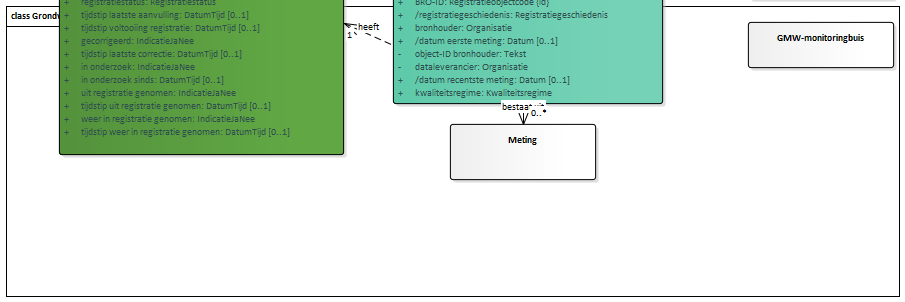 class Grondw
registratiestatus: Registratiestatus
+ tijdstip laatste aanvulling: DatumTijd [0..1]
+ tijdstip voltooiing registratie: DatumTijd [0..1]
+ gecorrigeerd: IndicatieJaNee
+ tijdstip laatste correctie: DatumTijd [0..1]
+ in onderzoek: IndicatieJaNee
+ in onderzoek sinds: DatumTijd [0..1]
+ uit registratie genomen: IndicatieJaNee
+ tijdstip uit registratie genomen: DatumTijd [0..1]
+ weer in registratie genomen: IndicatieJaNee
+ tijdstip weer in registratie genomen: DatumTijd [0..1]
heeft
1
BRO-ID: Registratieobjectcode {id}
+ /registratiegeschiedenis: Registratiegeschiedenis
+ bronhouder: Organisatie
+ /datum eerste meting: Datum [0..1]
- object-ID bronhouder: Tekst
- dataleverancier: Organisatie
+ /datum recentste meting: Datum [0..1]
+ kwaliteitsregime: Kwaliteitsregime
bestaat uit
0..*
Meting
GMW-monitoringbuis